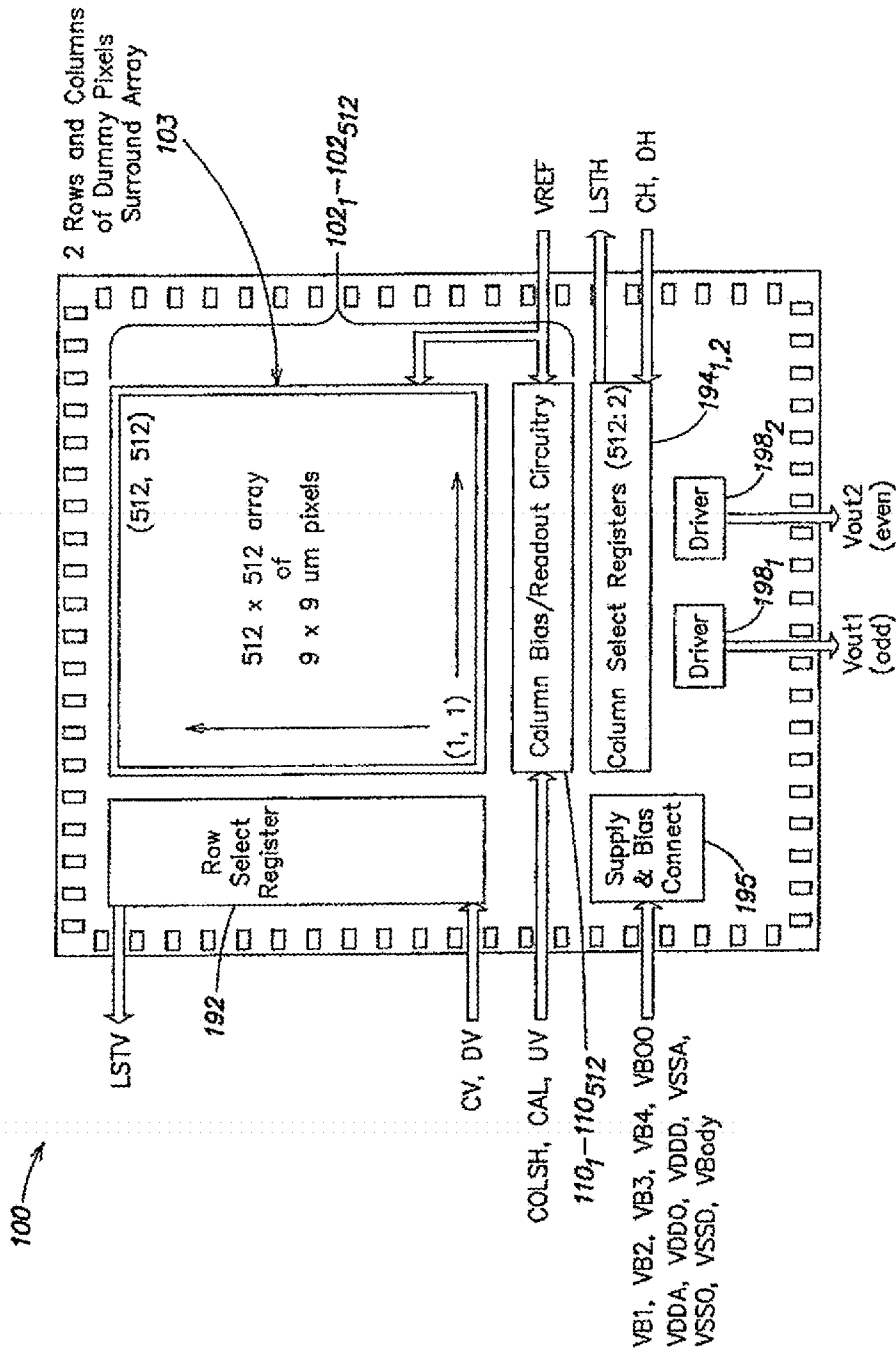 100
2 Rows and Columns
of Dummy Pixels
Surround Array
103
102₁–102₅₁₂
LSTV
192
Row
Select
Register
(512, 512)
512 x 512 array
of
9 x 9 um pixels
(1, 1)
CV, DV
COLSH, CAL, UV
110₁–110₅₁₂
Column Bias/Readout Circuitry
VREF
LSTH
Column Select Registers (512:2)
CH, DH
194₁,₂
VB1, VB2, VB3, VB4, VBOO
VDDA, VDDO, VDDD, VSSA,
VSSO, VSSD, VBody
Supply
& Bias
Connect
195
Driver
198₁
Driver
198₂
Vout1
(odd)
Vout2
(even)